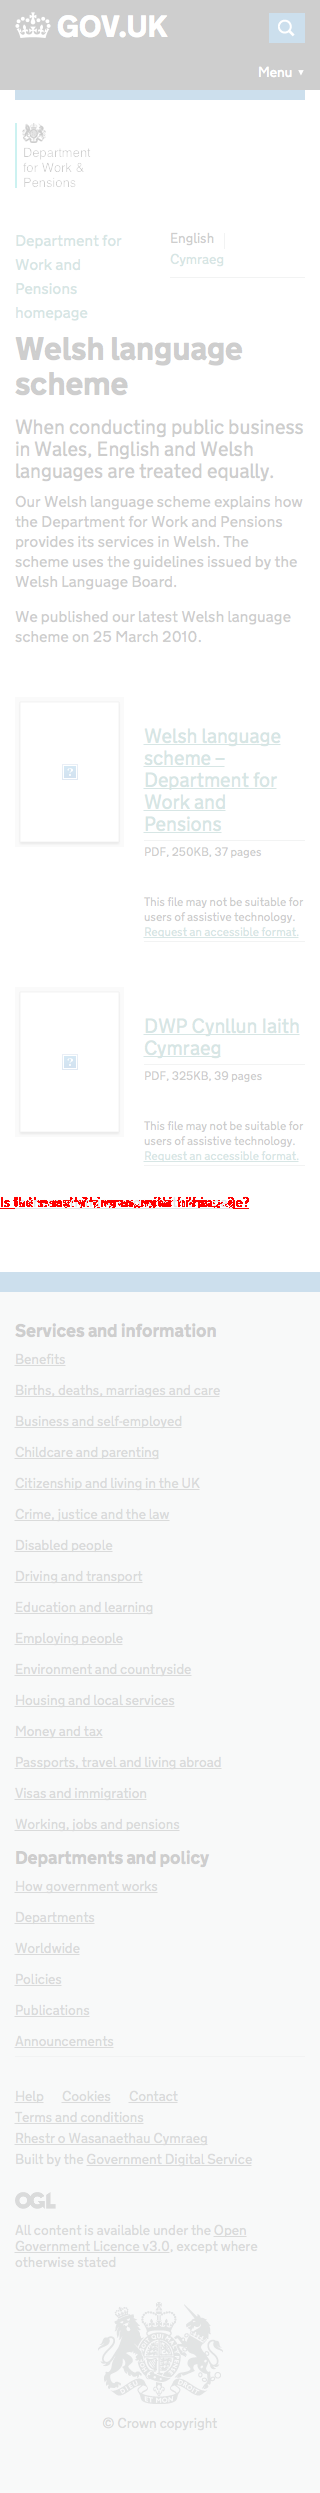 GOV.UK
Menu ▼
Department
for Work &
Pensions
Department for
Work and
Pensions
homepage
English
Cymraeg
Welsh language
scheme
When conducting public business
in Wales, English and Welsh
languages are treated equally.
Our Welsh language scheme explains how
the Department for Work and Pensions
provides its services in Welsh. The
scheme uses the guidelines issued by the
Welsh Language Board.
We published our latest Welsh language
scheme on 25 March 2010.
Welsh language
scheme –
Department for
Work and
Pensions
PDF, 250KB, 37 pages
This file may not be suitable for
users of assistive technology.
Request an accessible format.
DWP Cynllun Iaith
Cymraeg
PDF, 325KB, 39 pages
This file may not be suitable for
users of assistive technology.
Request an accessible format.
Services and information
Benefits
Births, deaths, marriages and care
Business and self-employed
Childcare and parenting
Citizenship and living in the UK
Crime, justice and the law
Disabled people
Driving and transport
Education and learning
Employing people
Environment and countryside
Housing and local services
Money and tax
Passports, travel and living abroad
Visas and immigration
Working, jobs and pensions
Departments and policy
How government works
Departments
Worldwide
Policies
Publications
Announcements
Help Cookies Contact
Terms and conditions
Rhestr o Wasanaethau Cymraeg
Built by the Government Digital Service
OGL
All content is available under the Open
Government Licence v3.0, except where
otherwise stated
© Crown copyright